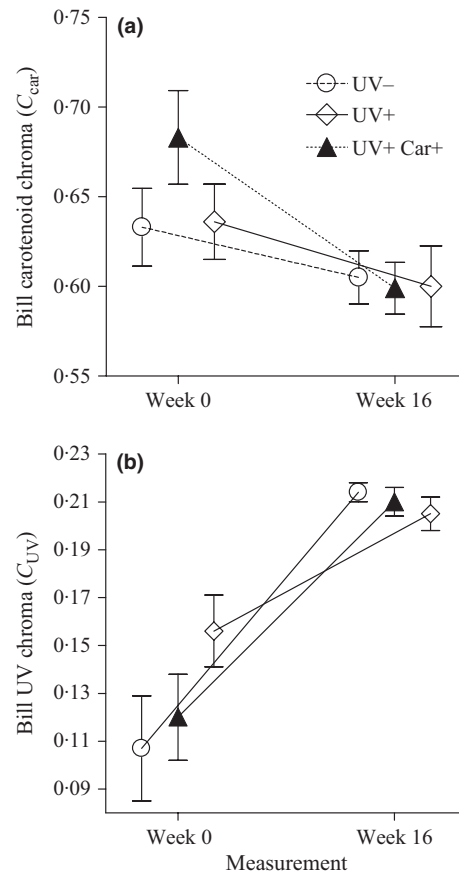 0·75
(a)
UV–
0·70
UV+
UV+ Car+
Bill carotenoid chroma (Ccar)
0·65
0·60
0·55
Week 0 Week 16
0·23
(b)
0·21
0·19
Bill UV chroma (CUV)
0·17
0·15
0·13
0·11
0·09
Week 0 Week 16
Measurement